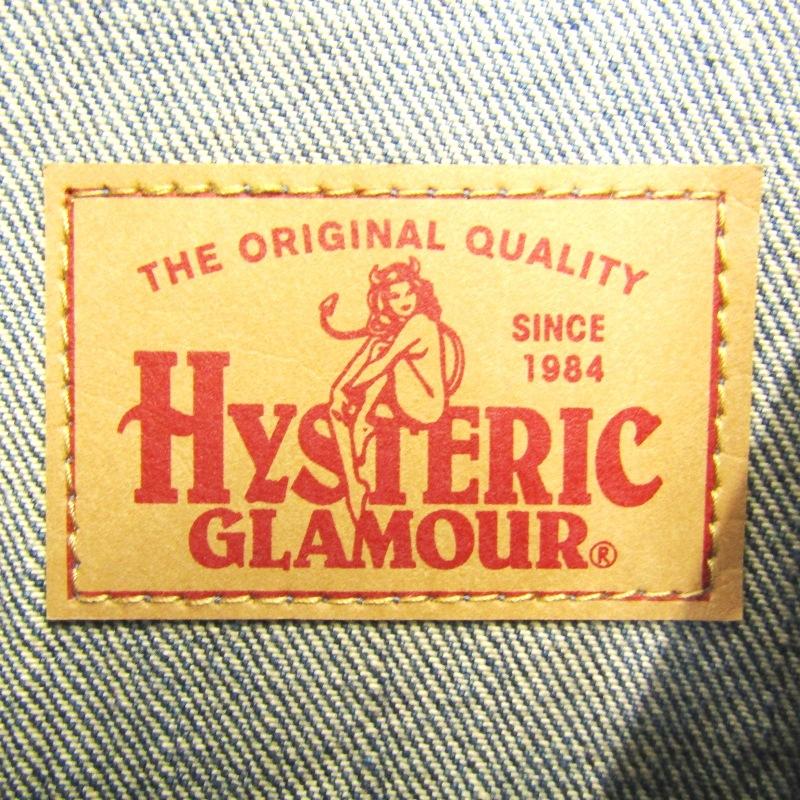 THE ORIGINAL QUALITY
SINCE
1984
HYSTERIC
GLAMOUR®